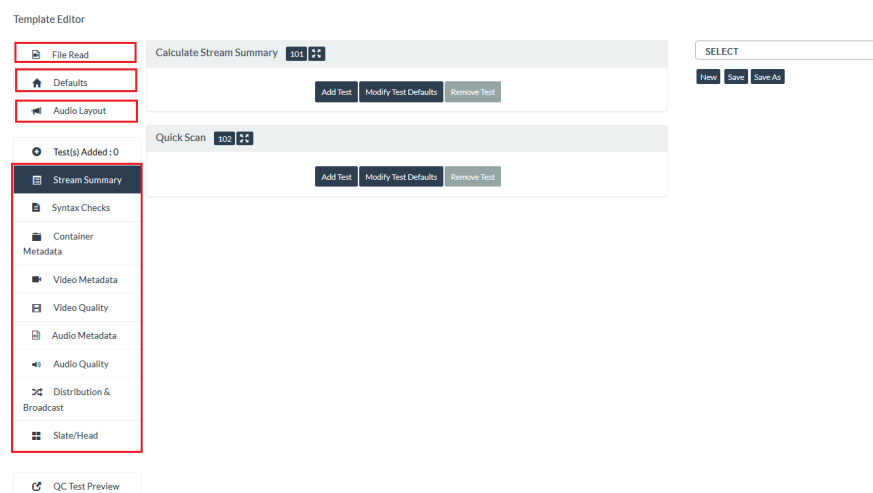 Template Editor
File Read
Defaults
Audio Layout
Test(s) Added : 0
Stream Summary
Syntax Checks
Container
Metadata
Video Metadata
Video Quality
Audio Metadata
Audio Quality
Distribution &
Broadcast
Slate/Head
QC Test Preview
Calculate Stream Summary 101
Add Test Modify Test Defaults Remove Test
Quick Scan 102
Add Test Modify Test Defaults Remove Test
SELECT
New Save Save As